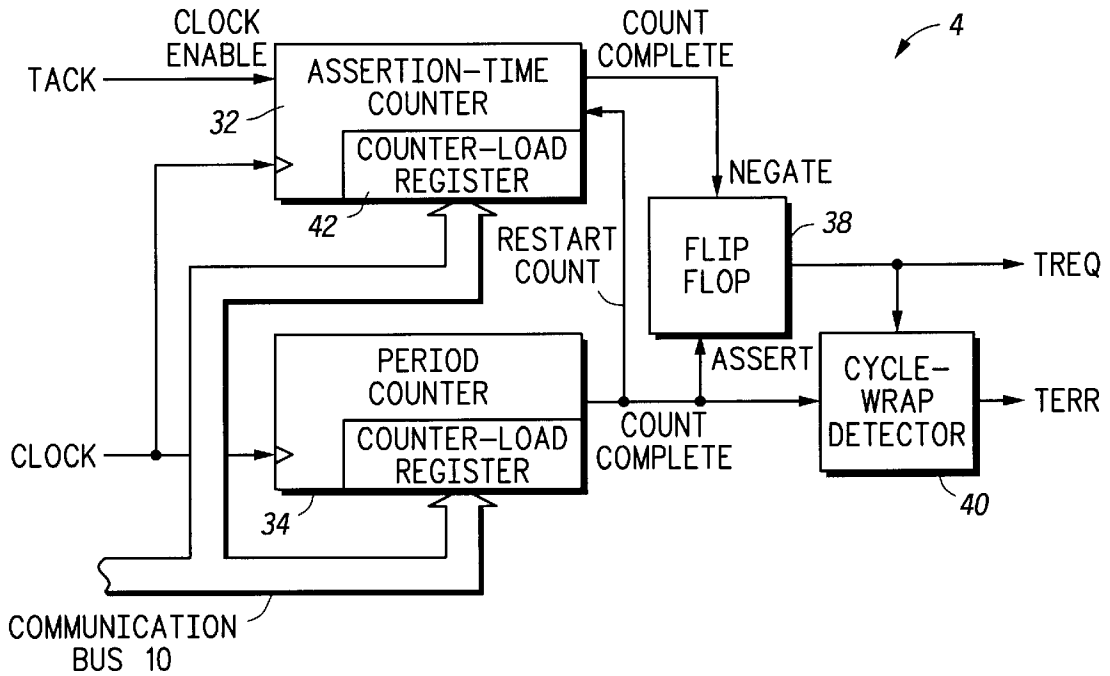 4
CLOCK
ENABLE
COUNT
COMPLETE
TACK
ASSERTION-TIME
COUNTER
32
COUNTER-LOAD
REGISTER
42
NEGATE
RESTART
COUNT
FLIP
FLOP
38
TREQ
PERIOD
COUNTER
ASSERT
CYCLE-
WRAP
DETECTOR
TERR
CLOCK
COUNTER-LOAD
REGISTER
COUNT
COMPLETE
34
40
COMMUNICATION
BUS 10